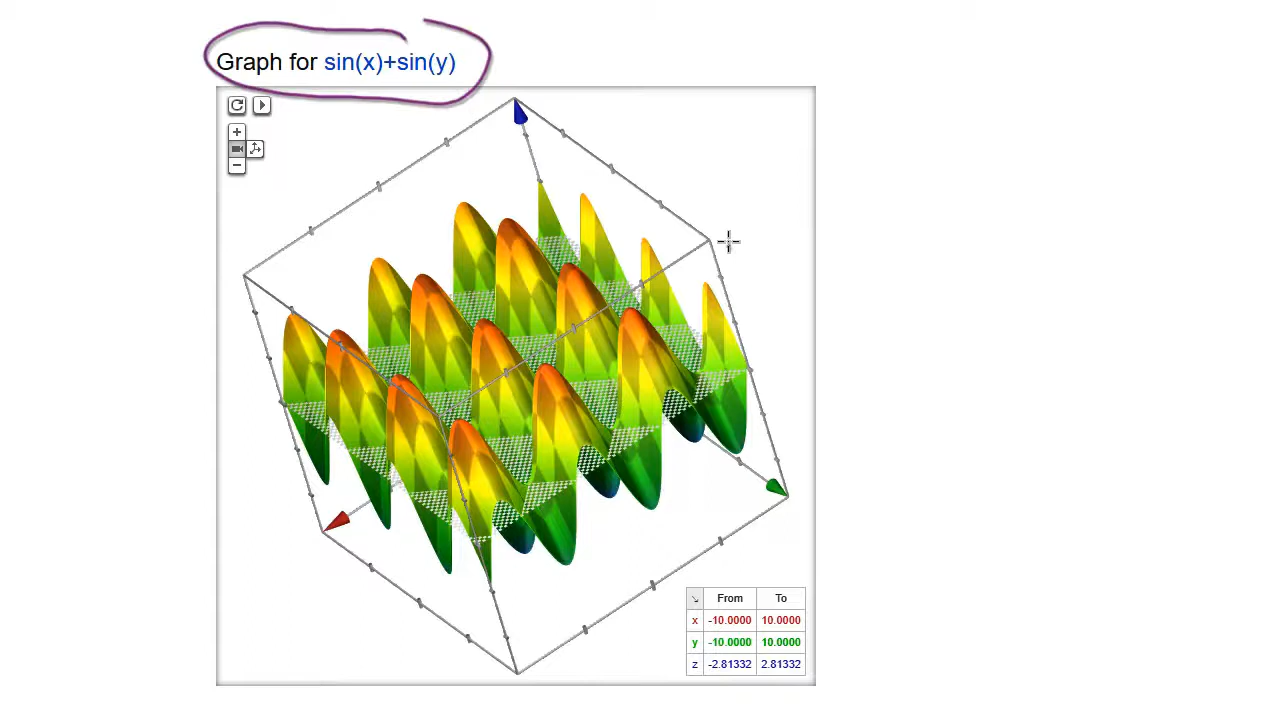 Graph for sin(x)+sin(y)
+
−
From To
x -10.0000 10.0000
y -10.0000 10.0000
z -2.81332 2.81332